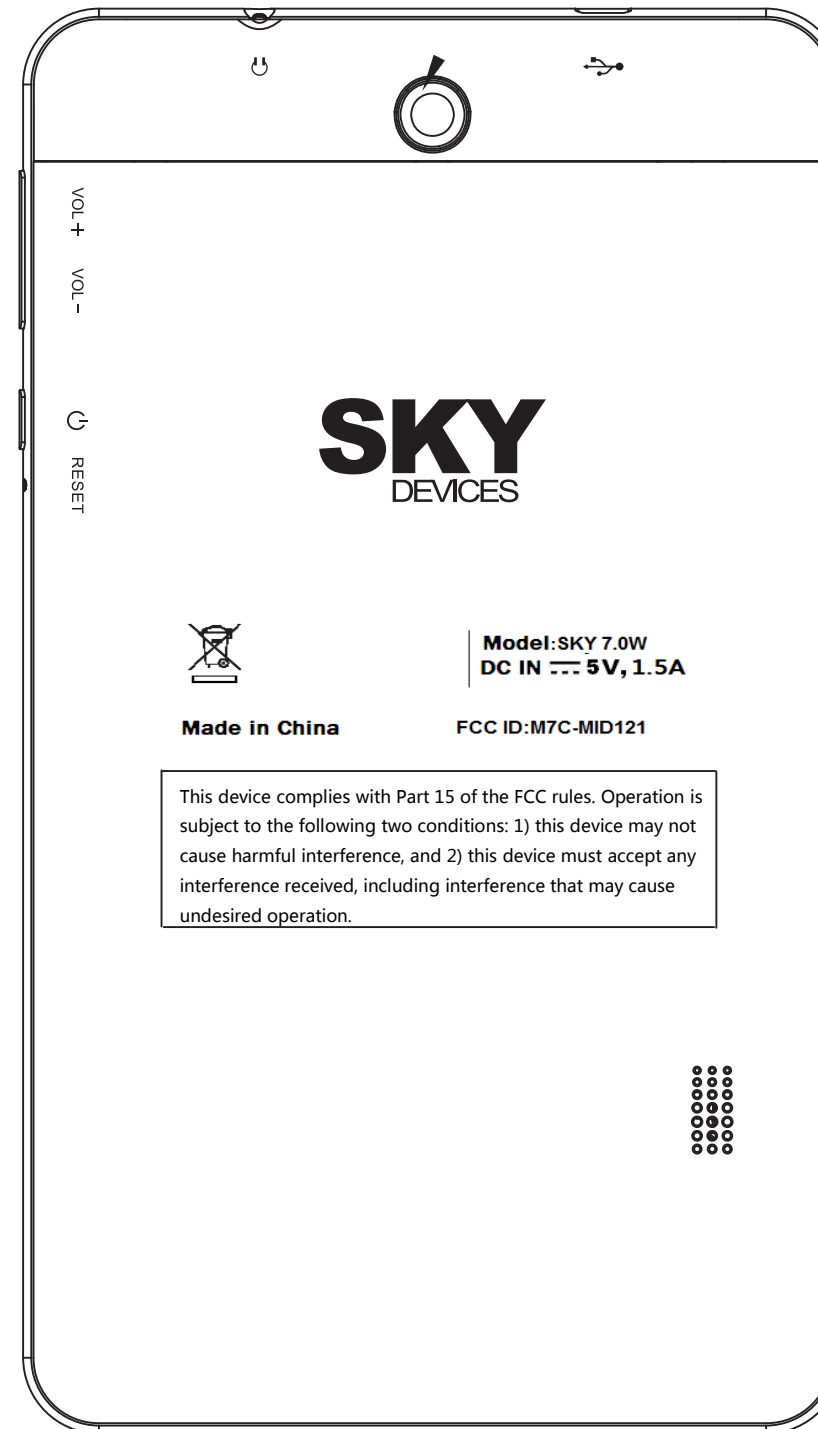 VOL +
VOL -
RESET
SKY
DEVICES
Model:SKY 7.0W
DC IN 5V, 1.5A
Made in China
FCC ID:M7C-MID121
This device complies with Part 15 of the FCC rules. Operation is
subject to the following two conditions: 1) this device may not
cause harmful interference, and 2) this device must accept any
interference received, including interference that may cause
undesired operation.